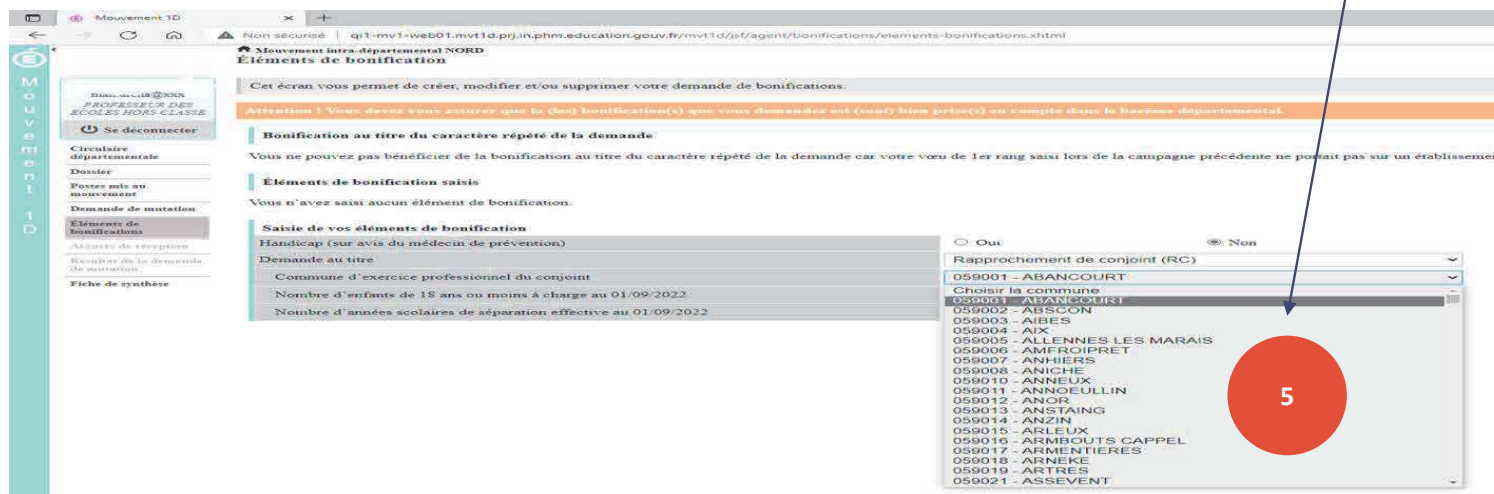 Mouvement 1D
Non sécurisé | qi1-mv1-web01.mvt1d.prj.in.phm.education.gouv.fr/mvt1d/jsf/agent/bonifications/elements-bonifications.xhtml
Mouvement 1D
Mouvement intra-départemental NORD
Éléments de bonification
Cet écran vous permet de créer, modifier et/ou supprimer votre demande de bonifications.
Attention ! Vous devez vous assurer que la (les) bonification(s) que vous demandez est (sont) bien prise(s) en compte dans le barème départemental.
PROFESSEUR DES
ECOLES HORS CLASSE
Se déconnecter
Circulaire
départementale
Dossier
Postes mis au
mouvement
Demande de mutation
Éléments de
bonifications
Accusés de réception
Résultat de la demande
de mutation
Fiche de synthèse
Bonification au titre du caractère répété de la demande
Vous ne pouvez pas bénéficier de la bonification au titre du caractère répété de la demande car votre vœu de 1er rang saisi lors de la campagne précédente ne portait pas sur un établisseme
Éléments de bonification saisis
Vous n'avez saisi aucun élément de bonification.
Saisie de vos éléments de bonification
Handicap (sur avis du médecin de prévention)
Oui
Non
Demande au titre
Rapprochement de conjoint (RC)
Commune d'exercice professionnel du conjoint
059001 - ABANCOURT
Nombre d'enfants de 18 ans ou moins à charge au 01/09/2022
Nombre d'années scolaires de séparation effective au 01/09/2022
Choisir la commune
059001 - ABANCOURT
059002 - ABSCON
059003 - AIBES
059004 - AIX
059005 - ALLENNES LES MARAIS
059006 - AMFROIPRET
059007 - ANHIERS
059008 - ANICHE
059010 - ANNEUX
059011 - ANNOEULLIN
059012 - ANOR
059013 - ANSTAING
059014 - ANZIN
059015 - ARLEUX
059016 - ARMBOUTS CAPPEL
059017 - ARMENTIERES
059018 - ARNEKE
059019 - ARTRES
059021 - ASSEVENT
5